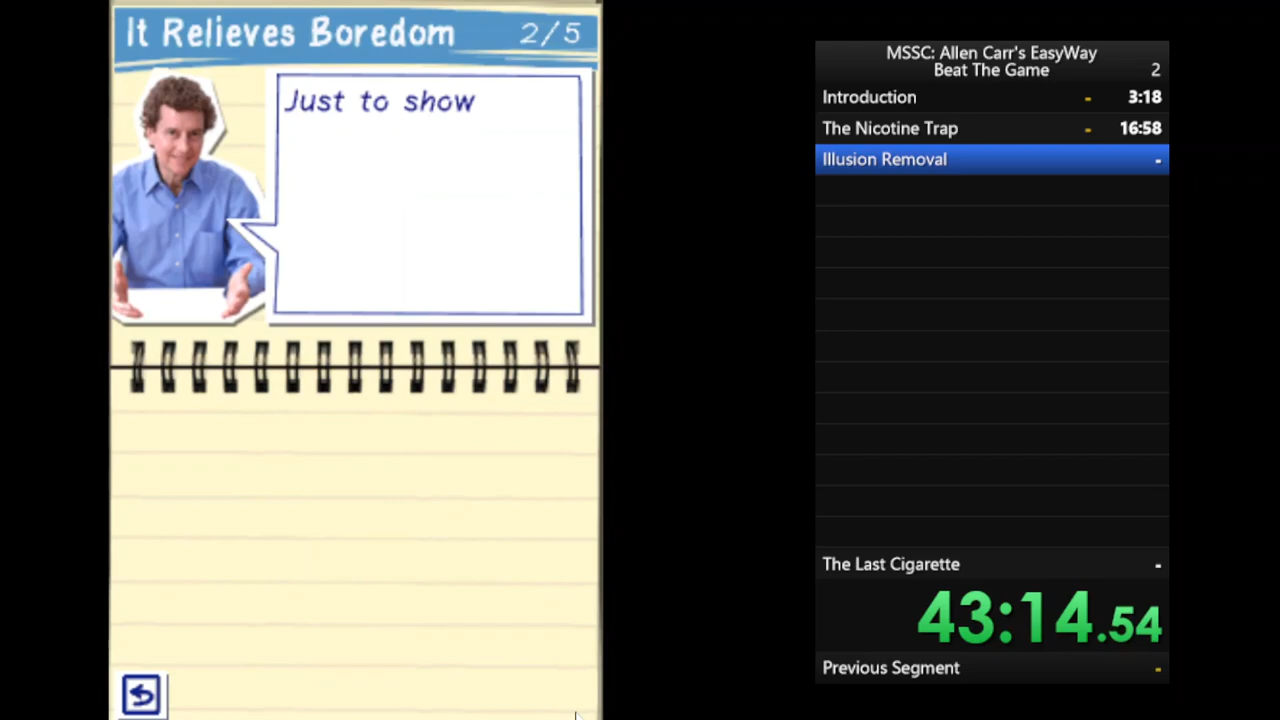 It Relieves Boredom 2/5
Just to show
MSSC: Allen Carr's EasyWay
Beat The Game 2
Introduction - 3:18
The Nicotine Trap - 16:58
Illusion Removal -
The Last Cigarette -
43:14.54
Previous Segment -